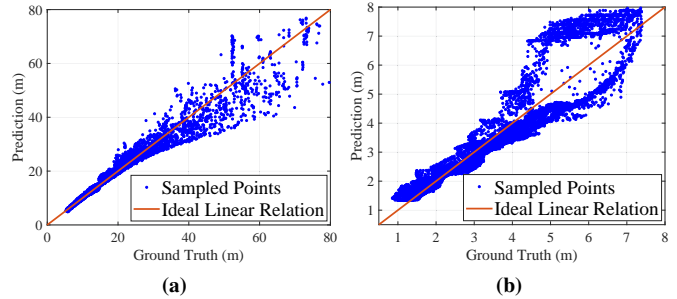 80
60
40
20
0
Prediction (m)
0 20 40 60 80
Ground Truth (m)
Sampled Points
Ideal Linear Relation
(a)
8
7
6
5
4
3
2
1
Prediction (m)
1 2 3 4 5 6 7 8
Ground Truth (m)
Sampled Points
Ideal Linear Relation
(b)